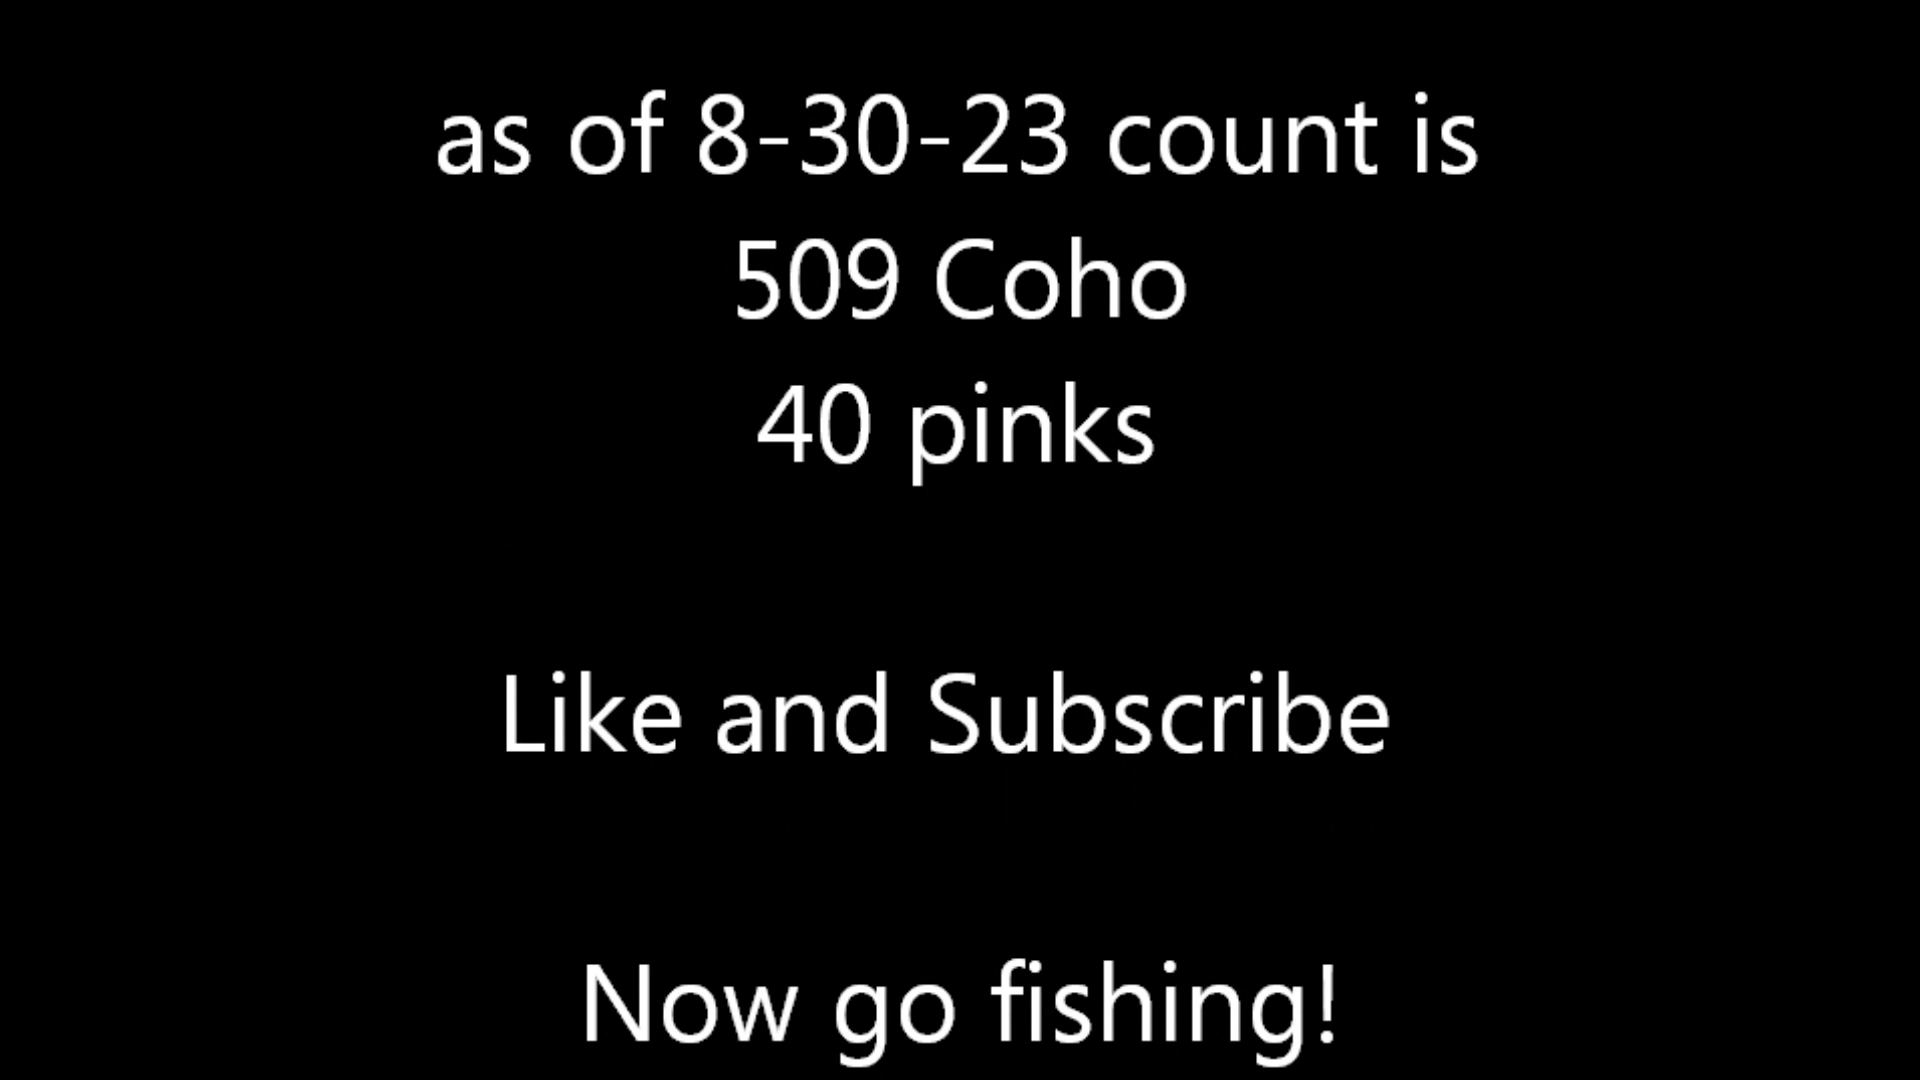 as of 8-30-23 count is
509 Coho
40 pinks
Like and Subscribe
Now go fishing!